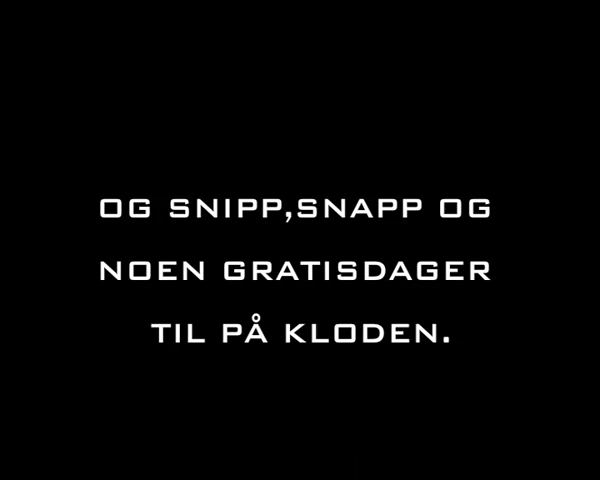 OG SNIPP,SNAPP OG
NOEN GRATISDAGER
TIL PÅ KLODEN.